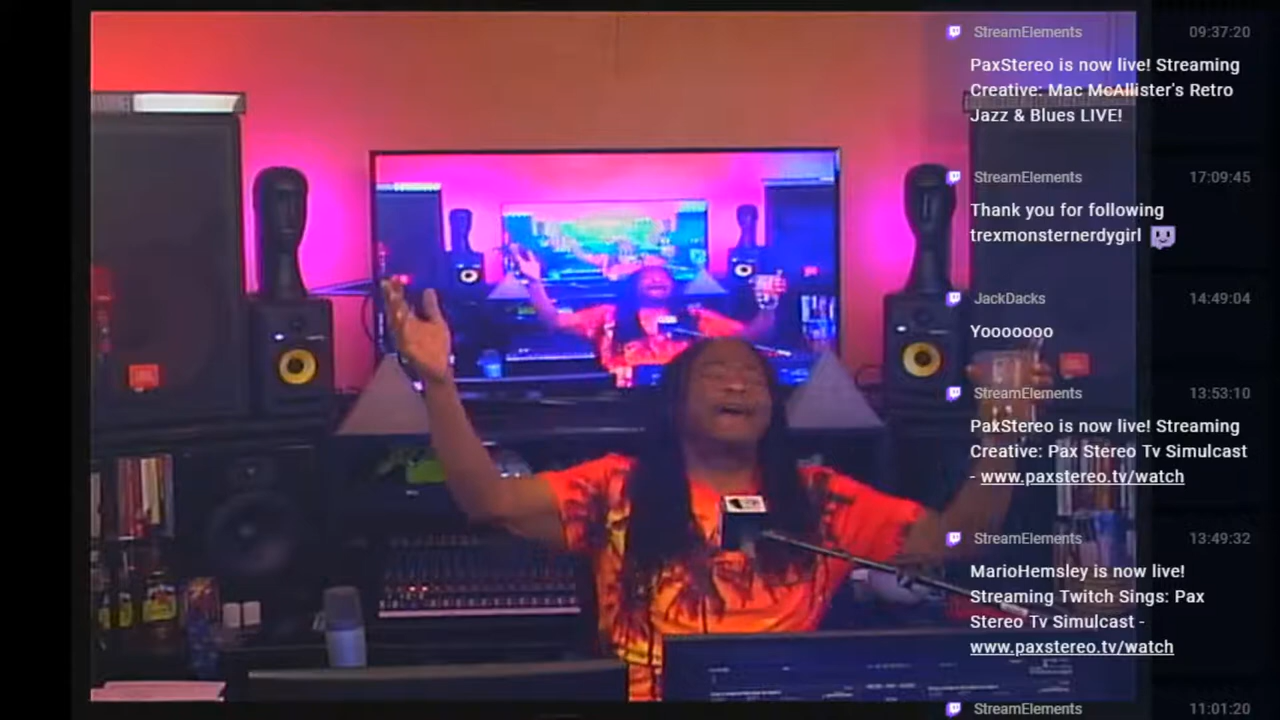 StreamElements 09:37:20
PaxStereo is now live! Streaming
Creative: Mac McAllister's Retro
Jazz & Blues LIVE!
StreamElements 17:09:45
Thank you for following
trexmonsternerdygirl
JackDacks 14:49:04
Yooooooo
StreamElements 13:53:10
PaxStereo is now live! Streaming
Creative: Pax Stereo Tv Simulcast
- www.paxstereo.tv/watch
StreamElements 13:49:32
MarioHemsley is now live!
Streaming Twitch Sings: Pax
Stereo Tv Simulcast -
www.paxstereo.tv/watch
StreamElements 11:01:20